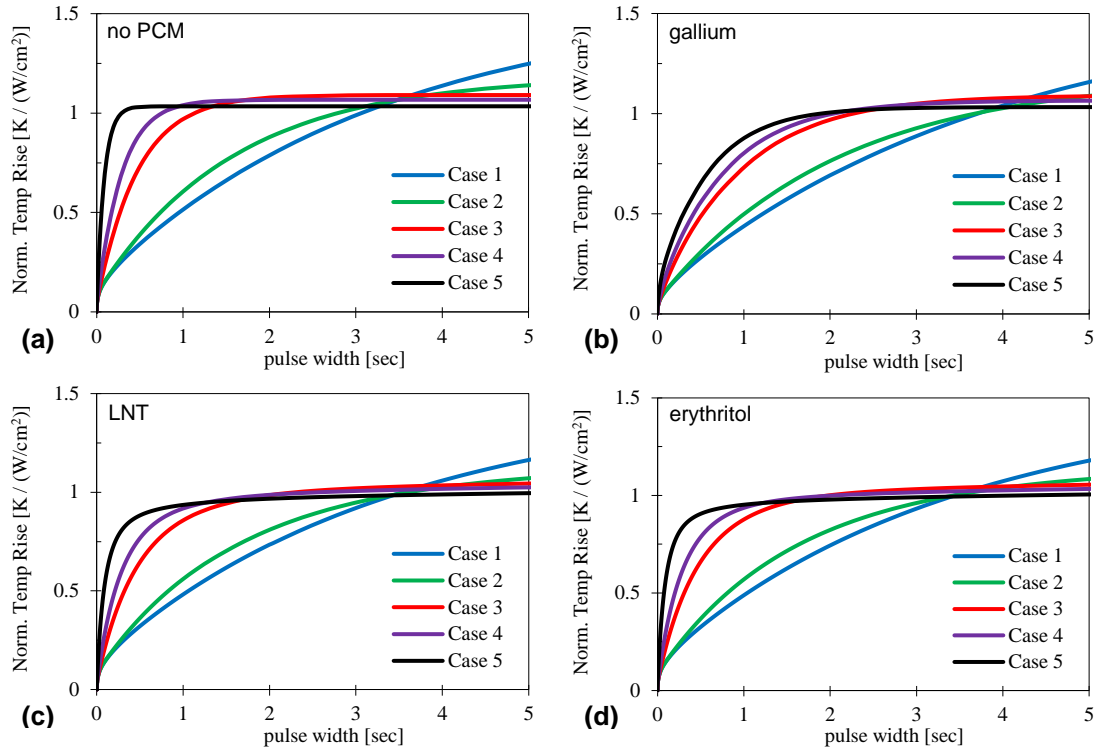 no PCM
Norm. Temp Rise [K / (W/cm²)]
1.5
1
0.5
0
Case 1
Case 2
Case 3
Case 4
Case 5
0 1 2 3 4 5
pulse width [sec]
(a)
gallium
Norm. Temp Rise [K / (W/cm²)]
1.5
1
0.5
0
Case 1
Case 2
Case 3
Case 4
Case 5
0 1 2 3 4 5
pulse width [sec]
(b)
LNT
Norm. Temp Rise [K / (W/cm²)]
1.5
1
0.5
0
Case 1
Case 2
Case 3
Case 4
Case 5
0 1 2 3 4 5
pulse width [sec]
(c)
erythritol
Norm. Temp Rise [K / (W/cm²)]
1.5
1
0.5
0
Case 1
Case 2
Case 3
Case 4
Case 5
0 1 2 3 4 5
pulse width [sec]
(d)